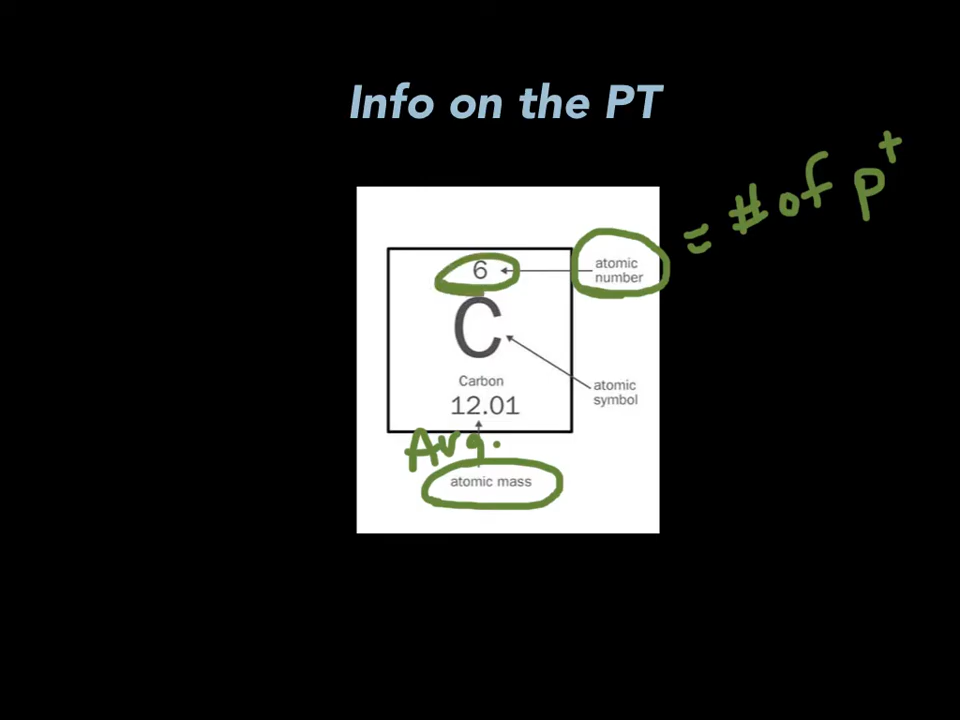 Info on the PT
= # of p+
6
atomic
number
C
Carbon
atomic
symbol
12.01
Avg.
atomic mass